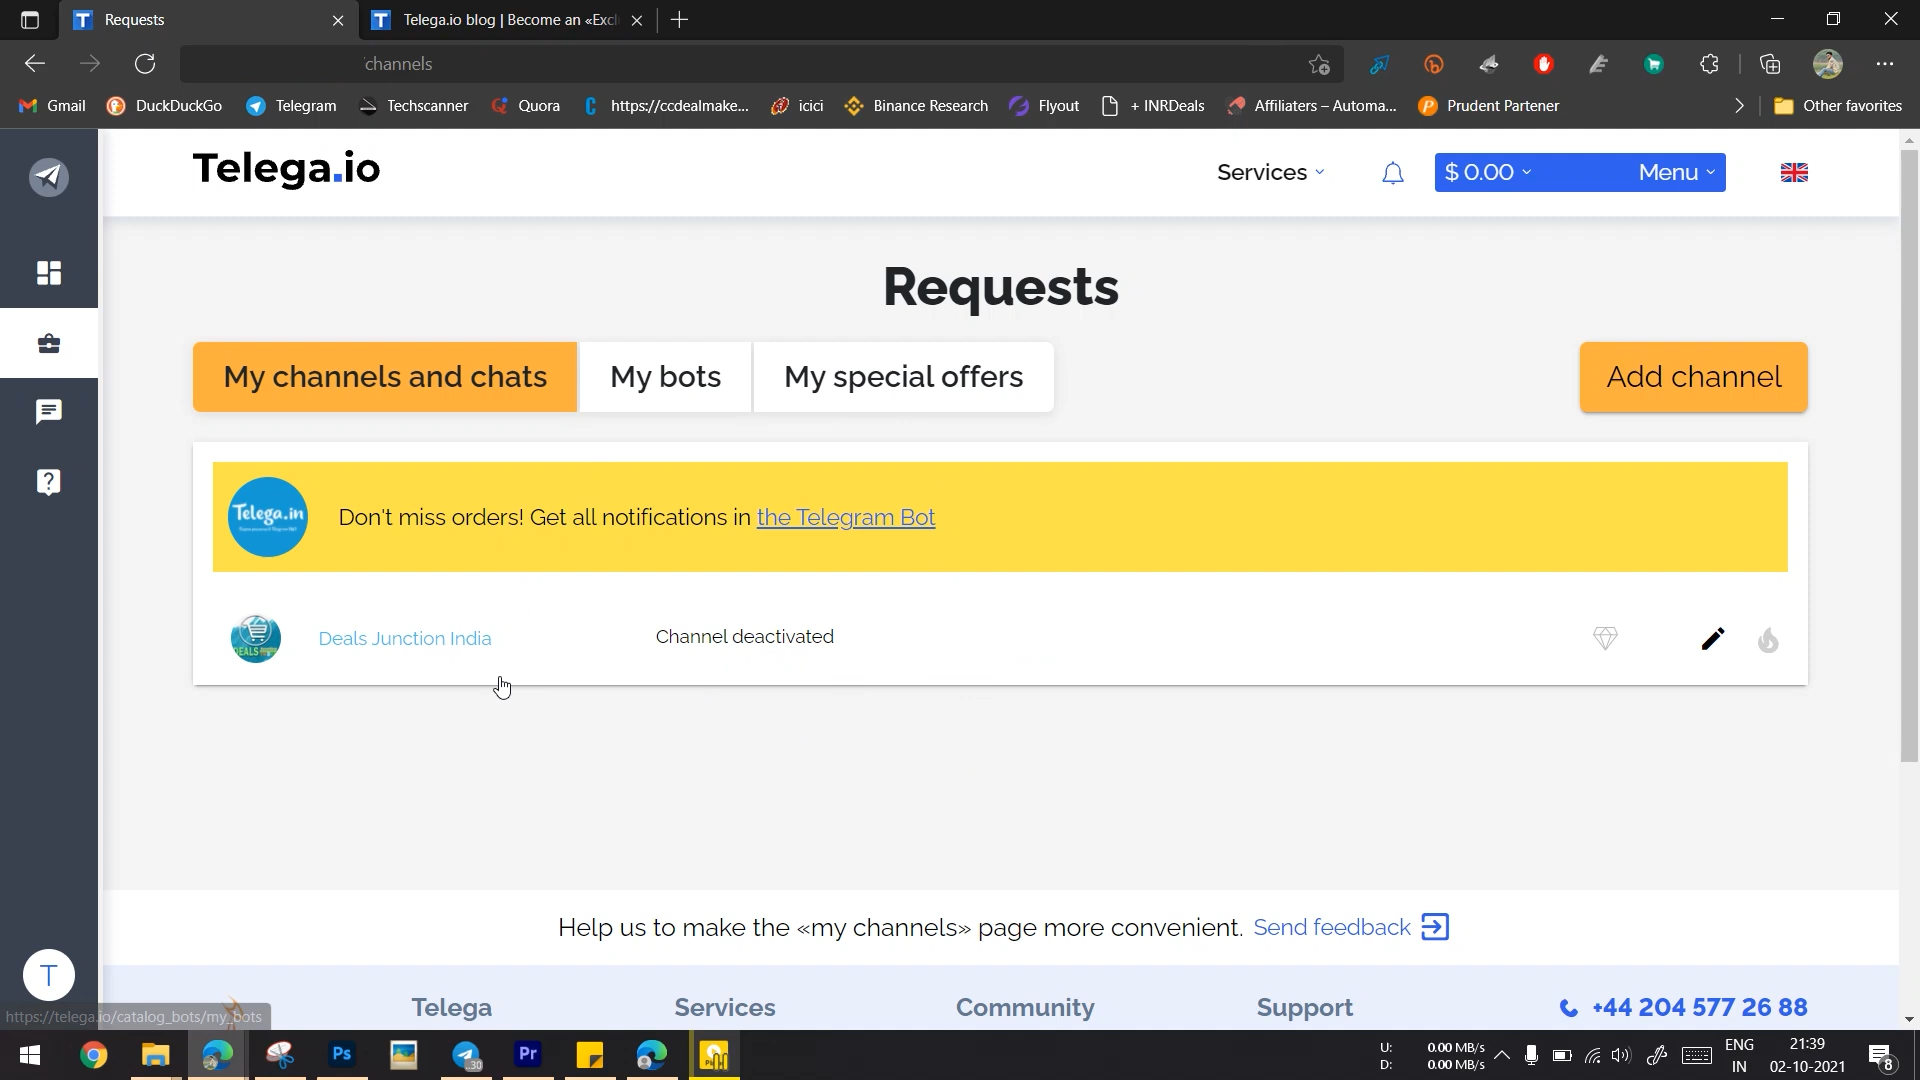 Requests
Telega.io blog | Become an «Excl
channels
Gmail
DuckDuckGo
Telegram
Techscanner
Quora
https://ccdealmake...
icici
Binance Research
Flyout
+ INRDeals
Affiliaters – Automa...
Prudent Partener
Other favorites
Telega.io
Services
$ 0.00
Menu
Requests
My channels and chats
My bots
My special offers
Add channel
Telega.in
Don't miss orders! Get all notifications in the Telegram Bot
DEALS
Deals Junction India
Channel deactivated
Help us to make the «my channels» page more convenient. Send feedback
T
Telega
Services
Community
Support
+44 204 577 26 88
https://telega.io/catalog_bots/my_bots
Ps
30
Pr
U: 0.00 MB/s
D: 0.00 MB/s
ENG
IN
21:39
02-10-2021
8